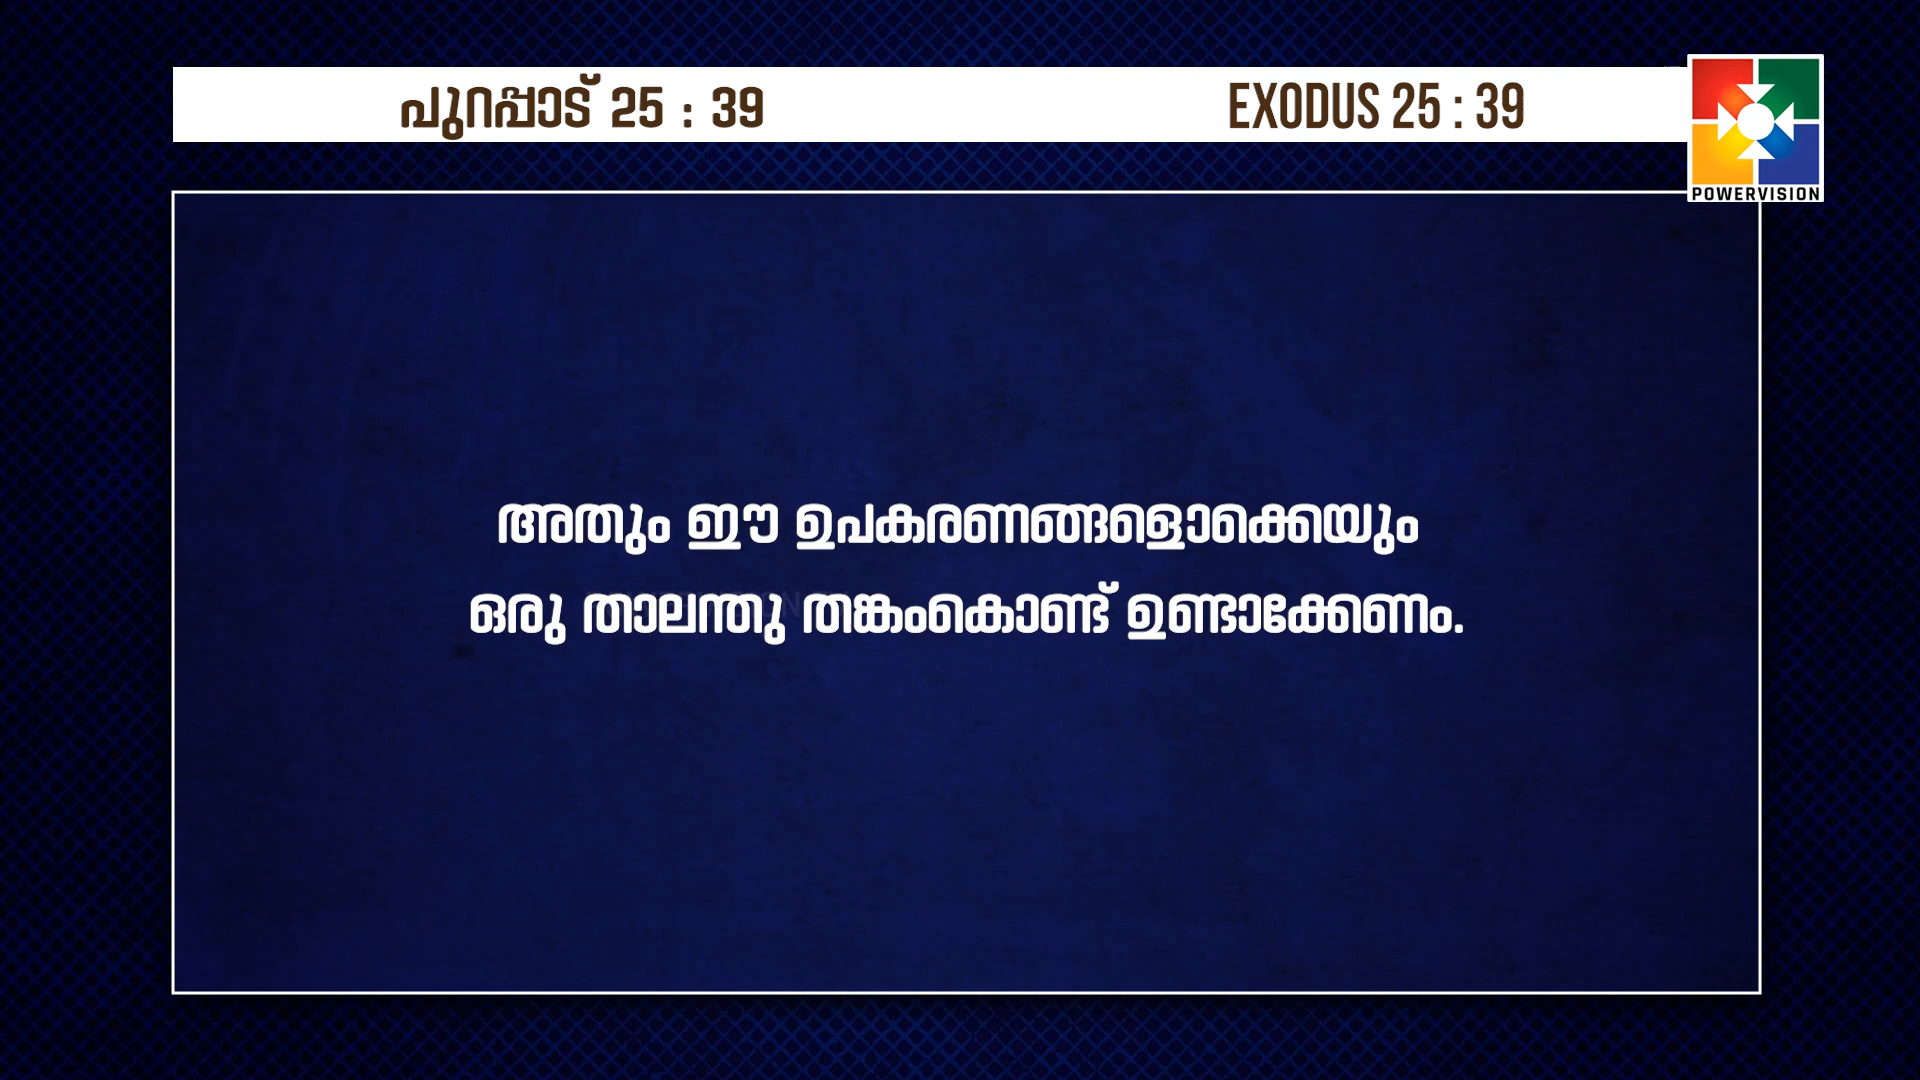 പുറപ്പാട് 25 : 39
EXODUS 25 : 39
POWERVISION
അതും ഈ ഉപകരണങ്ങളൊക്കെയും
ഒരു താലന്തു തങ്കംകൊണ്ട് ഉണ്ടാക്കേണം.